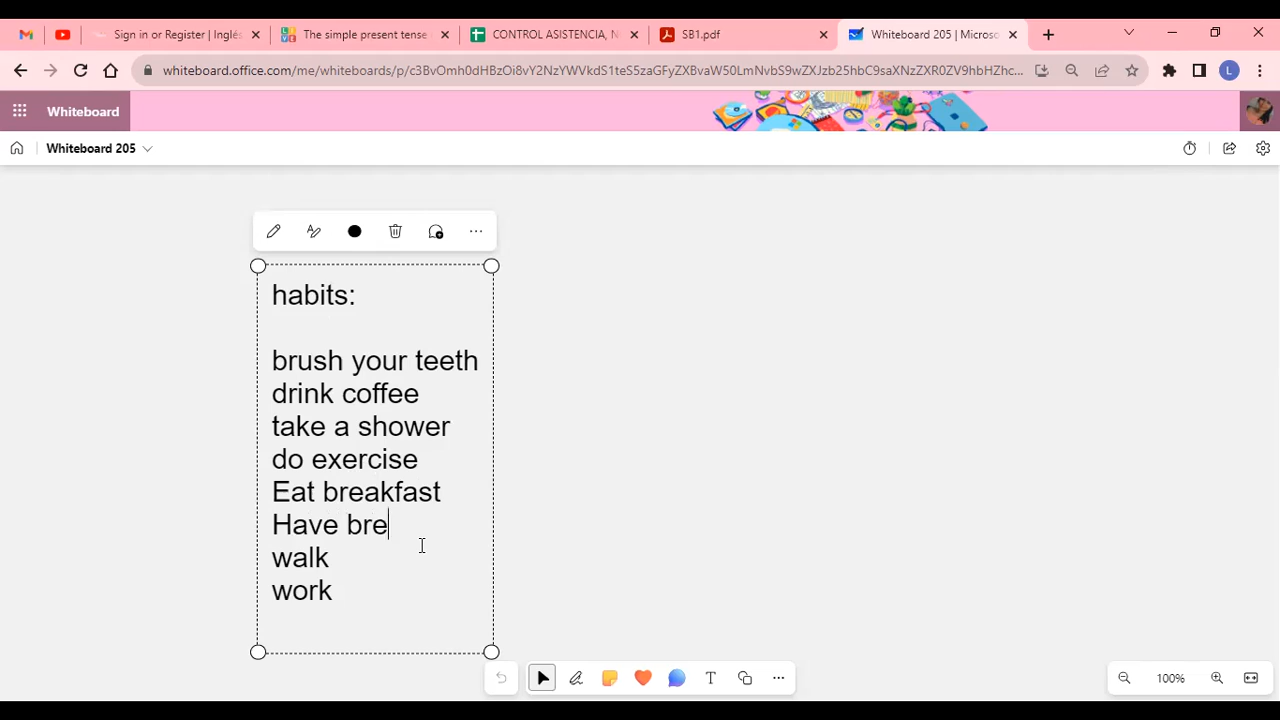 Sign in or Register | Inglés
The simple present tense
CONTROL ASISTENCIA, N
SB1.pdf
Whiteboard 205 | Microso
whiteboard.office.com/me/whiteboards/p/c3BvOmh0dHBzOi8vY2NzYWVkdS1teS5zaGFyZXBvaW50LmNvbS9wZXJzb25hbC9saXNzZXR0ZV9hbHZhc...
L
Whiteboard
Whiteboard 205
habits:
brush your teeth
drink coffee
take a shower
do exercise
Eat breakfast
Have bre
walk
work
100%